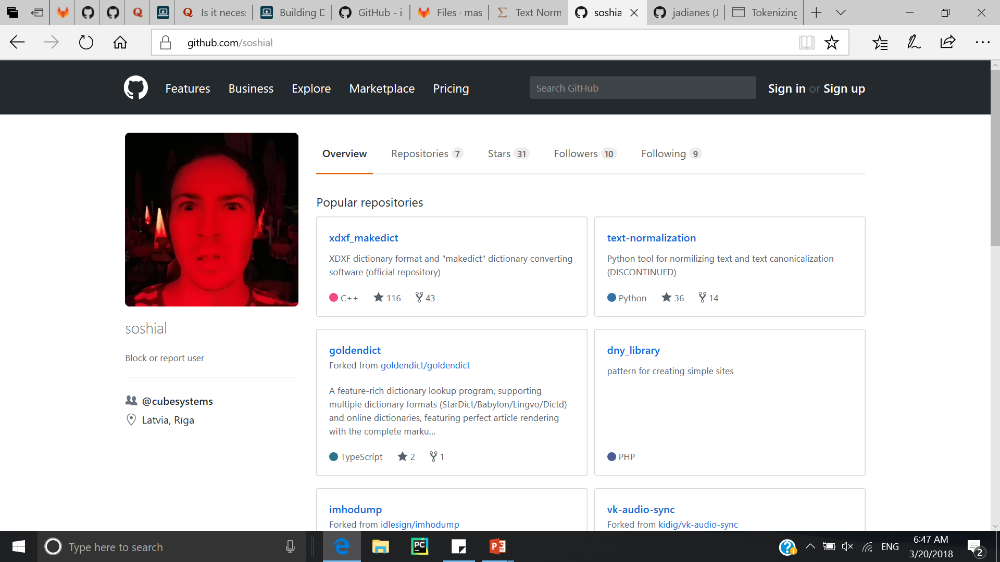 Is it neces
Building D
GitHub - i
Files · mas
Text Norm
soshia
jadianes (J
Tokenizing
github.com/soshial
Features
Business
Explore
Marketplace
Pricing
Search GitHub
Sign in or Sign up
Overview
Repositories 7
Stars 31
Followers 10
Following 9
soshial
Block or report user
@cubesystems
Latvia, Rīga
Popular repositories
xdxf_makedict
XDXF dictionary format and "makedict" dictionary converting
software (official repository)
C++ 116 43
text-normalization
Python tool for normilizing text and text canonicalization
(DISCONTINUED)
Python 36 14
goldendict
Forked from goldendict/goldendict
A feature-rich dictionary lookup program, supporting
multiple dictionary formats (StarDict/Babylon/Lingvo/Dictd)
and online dictionaries, featuring perfect article rendering
with the complete marku...
TypeScript 2 1
dny_library
pattern for creating simple sites
PHP
imhodump
Forked from idlesign/imhodump
vk-audio-sync
Forked from kidig/vk-audio-sync
Type here to search
PC
P
ENG
6:47 AM
3/20/2018
2